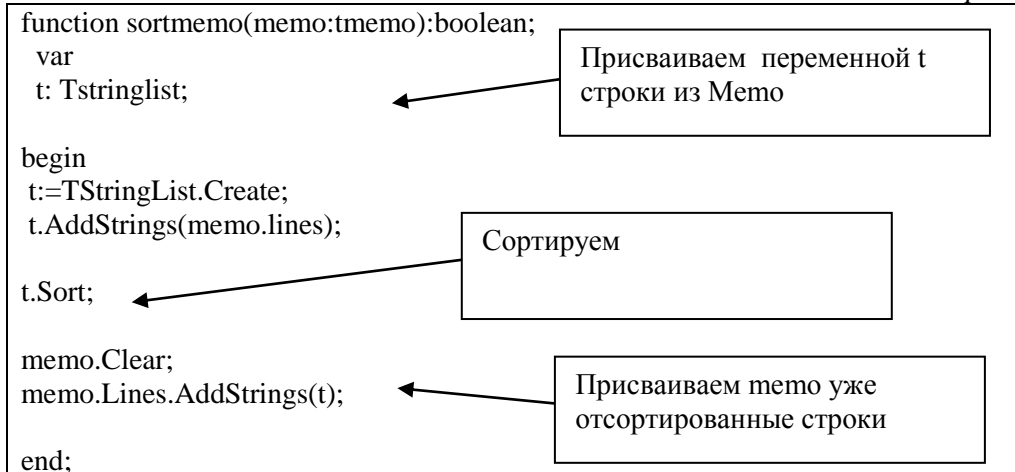 function sortmemo(memo:tmemo):boolean;
var
t: Tstringlist;
Присваиваем переменной t
строки из Memo
begin
t:=TStringList.Create;
t.AddStrings(memo.lines);
Сортируем
t.Sort;
memo.Clear;
memo.Lines.AddStrings(t);
Присваиваем memo уже
отсортированные строки
end;